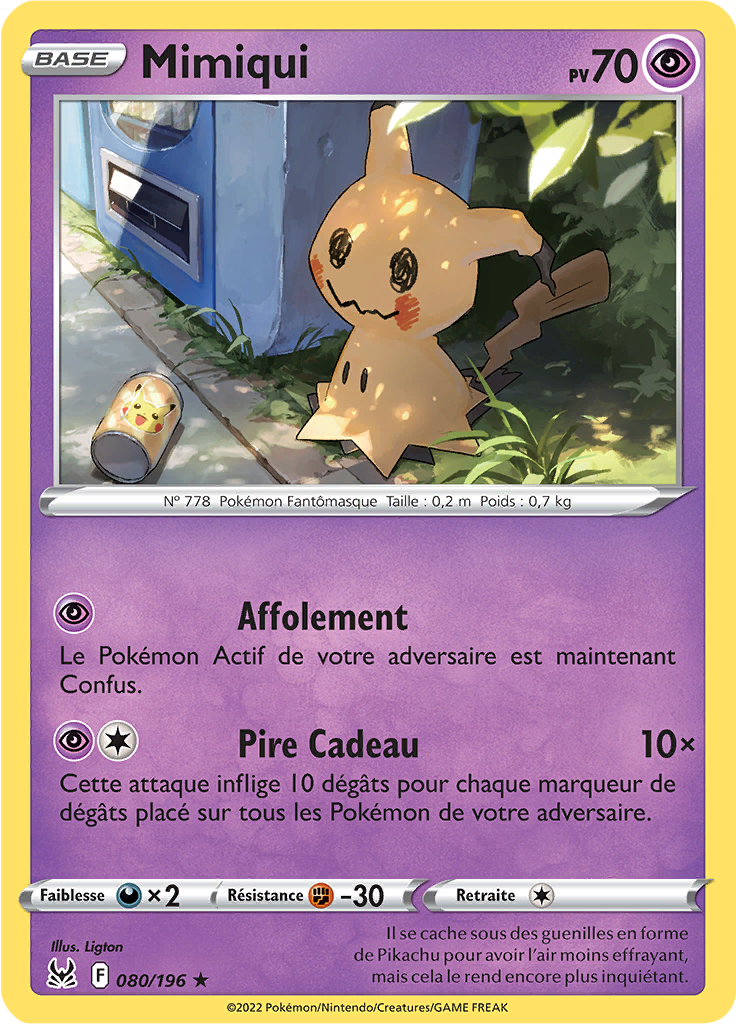 BASE
Mimiqui
PV 70
N° 778 Pokémon Fantômasque Taille : 0,2 m Poids : 0,7 kg
Affolement
Le Pokémon Actif de votre adversaire est maintenant
Confus.
Pire Cadeau 10×
Cette attaque inflige 10 dégâts pour chaque marqueur de
dégâts placé sur tous les Pokémon de votre adversaire.
Faiblesse ×2 Résistance -30 Retraite
Il se cache sous des guenilles en forme
de Pikachu pour avoir l'air moins effrayant,
mais cela le rend encore plus inquiétant.
Illus. Ligton
F 080/196 ★
©2022 Pokémon/Nintendo/Creatures/GAME FREAK